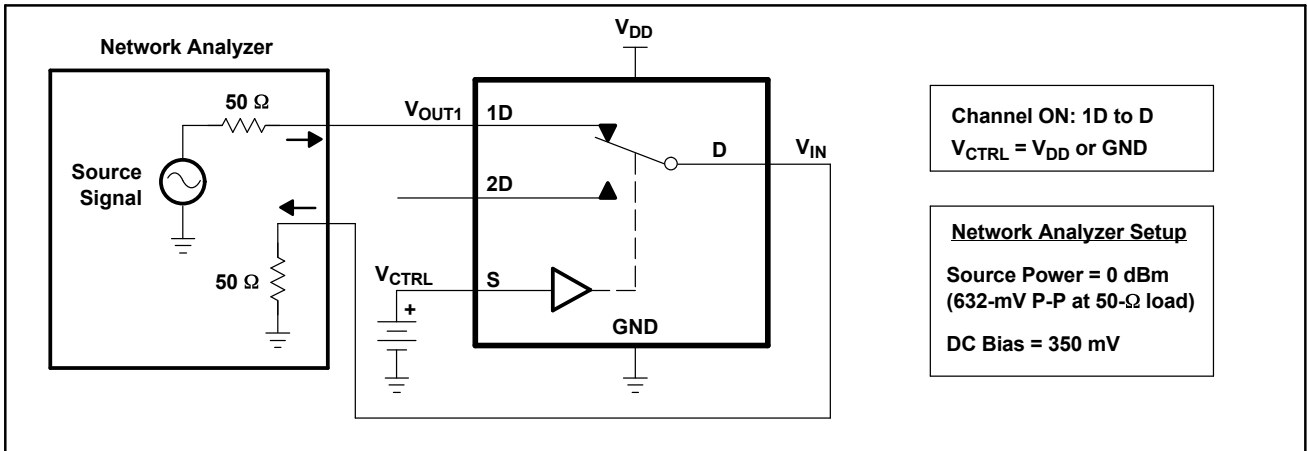 V_DD
Network Analyzer
50 Ω
V_OUT1
1D
D
V_IN
Source
Signal
2D
50 Ω
V_CTRL
S
+
GND
Channel ON: 1D to D
V_CTRL = V_DD or GND
Network Analyzer Setup
Source Power = 0 dBm
(632-mV P-P at 50-Ω load)
DC Bias = 350 mV